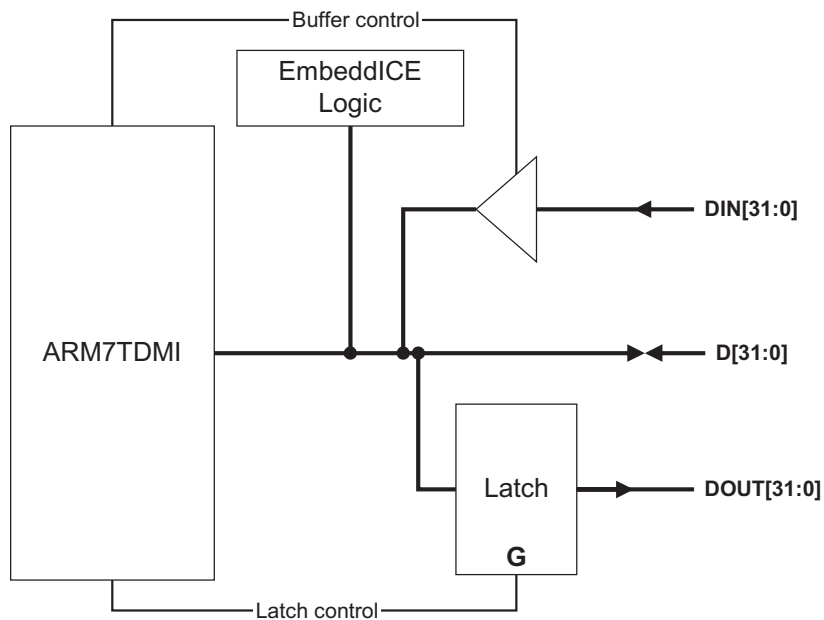 Buffer control
EmbeddICE
Logic
DIN[31:0]
ARM7TDMI
D[31:0]
Latch
DOUT[31:0]
G
Latch control